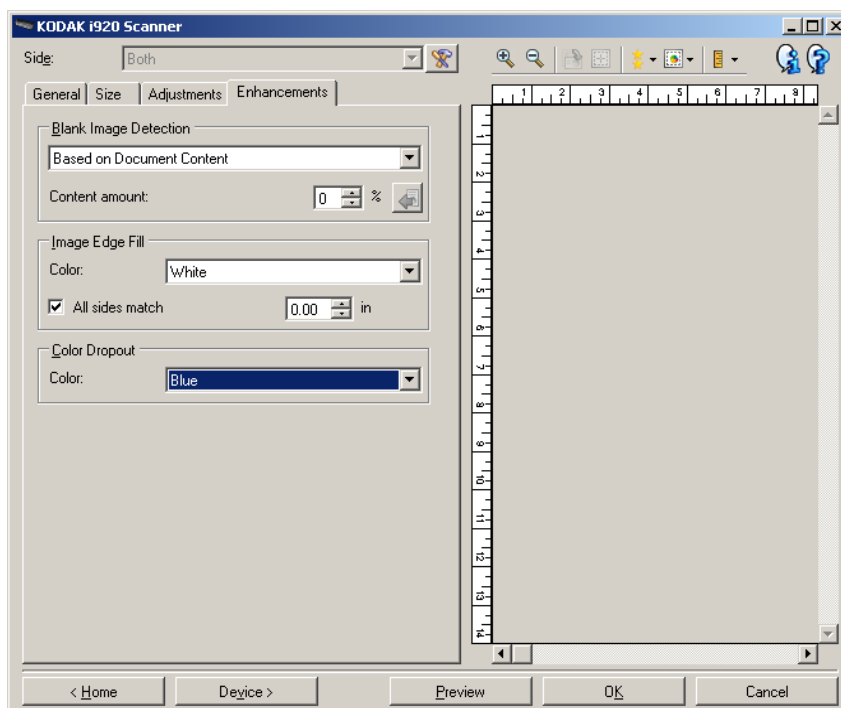 KODAK i920 Scanner
Side: Both
General Size Adjustments Enhancements
Blank Image Detection
Based on Document Content
Content amount: 0 %
Image Edge Fill
Color: White
All sides match 0.00 in
Color Dropout
Color: Blue
1 2 3 4 5 6 7 8
1
2
3
4
5
6
7
8
9
10
11
12
13
14
< Home Device > Preview OK Cancel